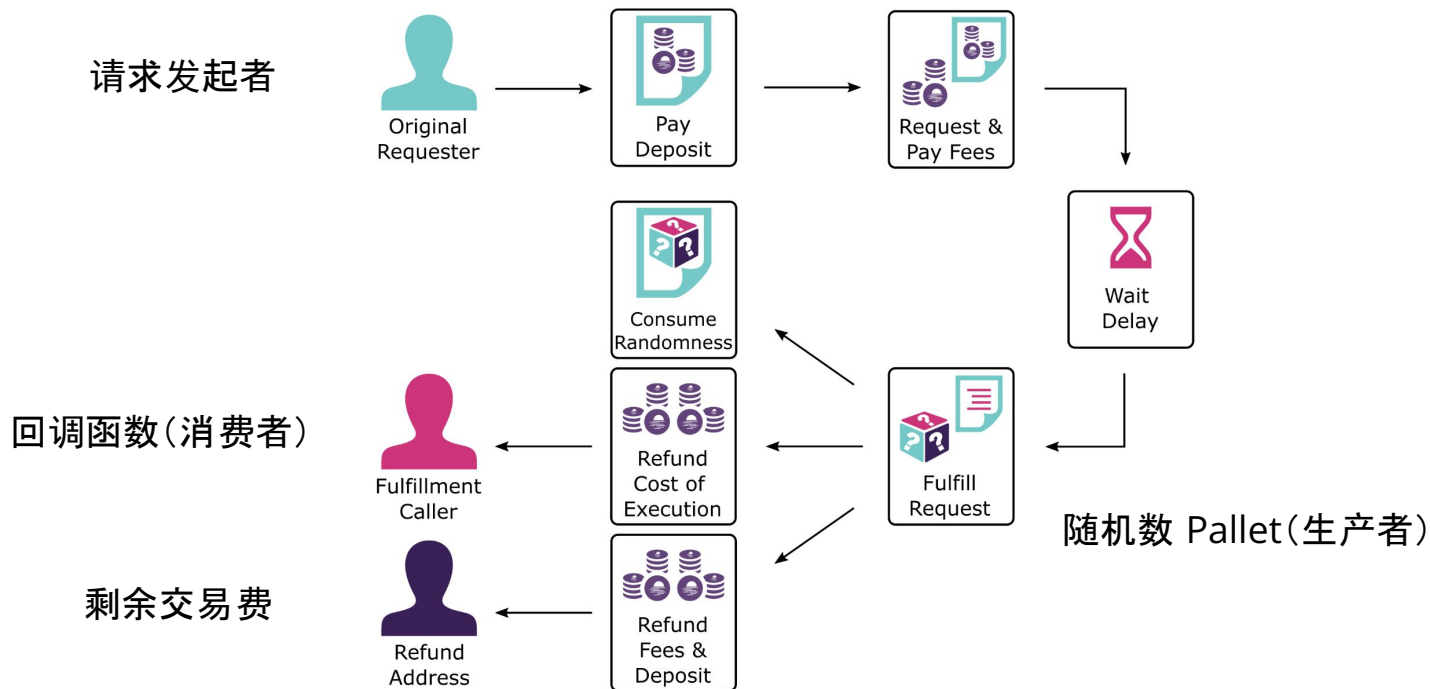 请求发起者
Original
Requester
Pay
Deposit
Request &
Pay Fees
Wait
Delay
? ? ?
Consume
Randomness
回调函数（消费者）
Fulfillment
Caller
Refund
Cost of
Execution
? ? ?
Fulfill
Request
随机数 Pallet（生产者）
剩余交易费
Refund
Address
Refund
Fees &
Deposit